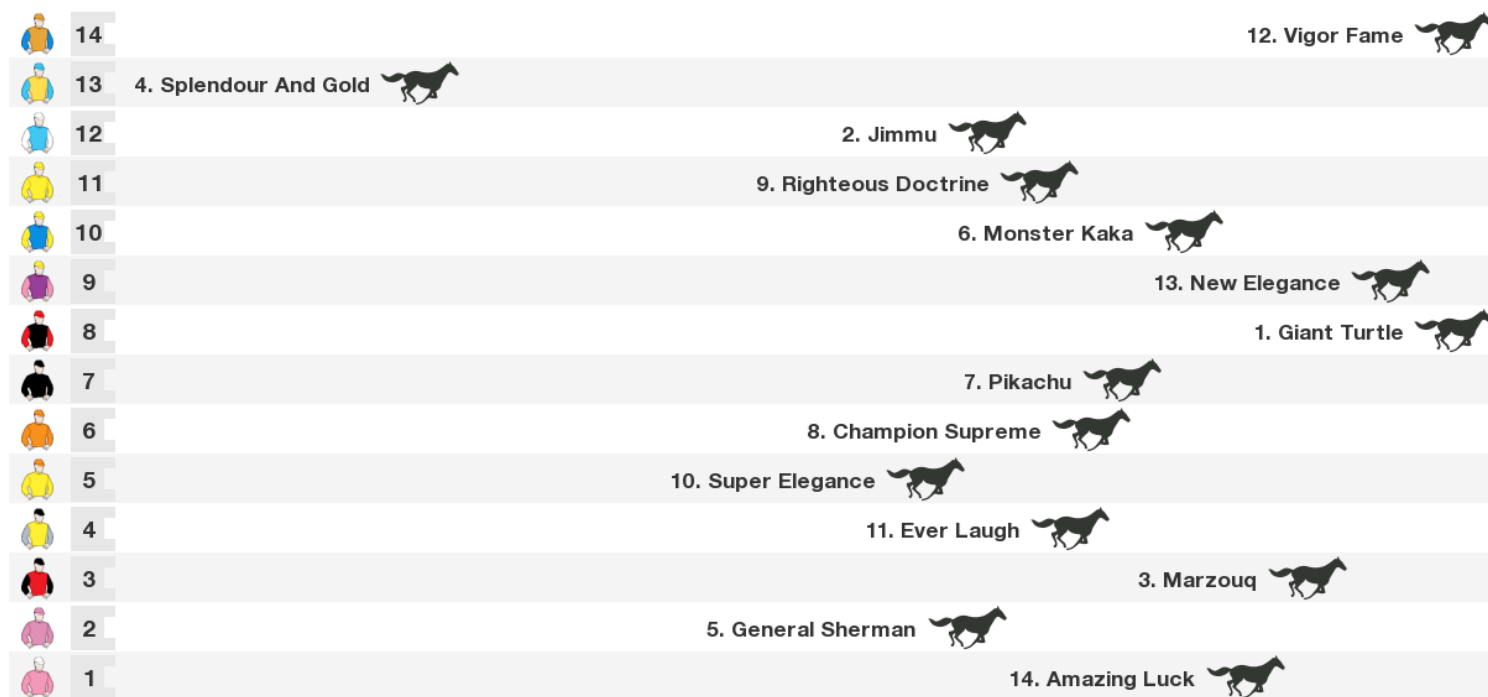 14 12. Vigor Fame
13 4. Splendour And Gold
12 2. Jimmu
11 9. Righteous Doctrine
10 6. Monster Kaka
9 13. New Elegance
8 1. Giant Turtle
7 7. Pikachu
6 8. Champion Supreme
5 10. Super Elegance
4 11. Ever Laugh
3 3. Marzouq
2 5. General Sherman
1 14. Amazing Luck